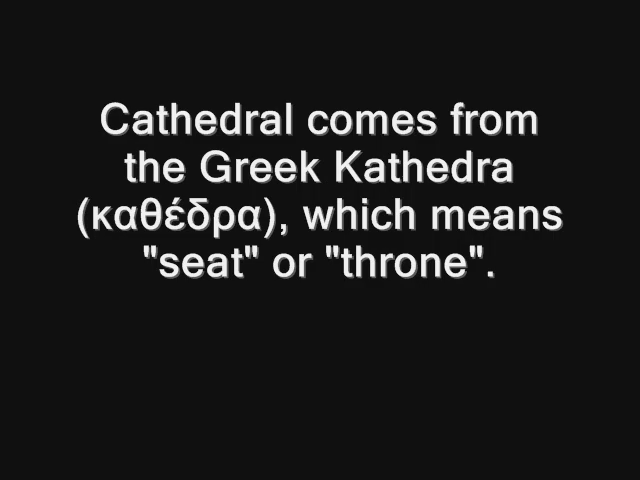 Cathedral comes from
the Greek Kathedra
(καθέδρα), which means
"seat" or "throne".